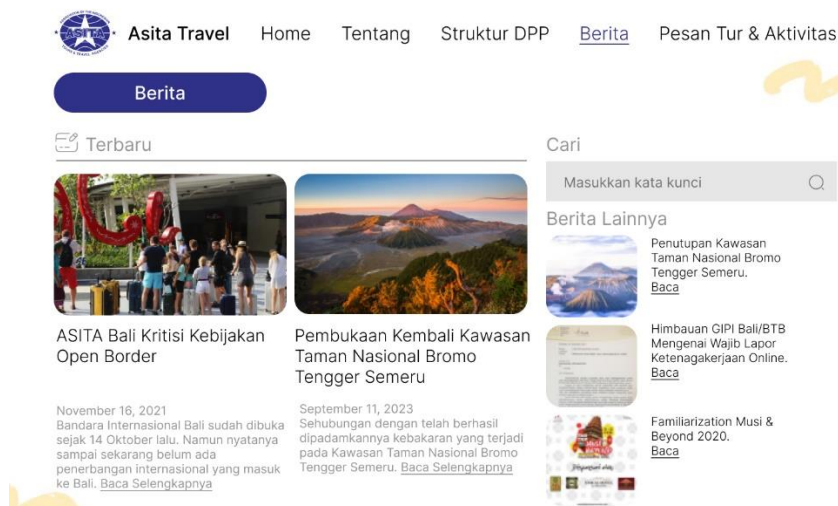 ASITA
Asita Travel
Home
Tentang
Struktur DPP
Berita
Pesan Tur & Aktivitas
Berita
Terbaru
ASITA Bali Kritisi Kebijakan
Open Border
November 16, 2021
Bandara Internasional Bali sudah dibuka
sejak 14 Oktober lalu. Namun nyatanya
sampai sekarang belum ada
penerbangan internasional yang masuk
ke Bali. Baca Selengkapnya
Pembukaan Kembali Kawasan
Taman Nasional Bromo
Tengger Semeru
September 11, 2023
Sehubungan dengan telah berhasil
dipadamkannya kebakaran yang terjadi
pada Kawasan Taman Nasional Bromo
Tengger Semeru. Baca Selengkapnya
Cari
Masukkan kata kunci
Berita Lainnya
Penutupan Kawasan
Taman Nasional Bromo
Tengger Semeru.
Baca
Himbauan GIPI Bali/BTB
Mengenai Wajib Lapor
Ketenagakerjaan Online.
Baca
Familiarization Musi &
Beyond 2020.
Baca